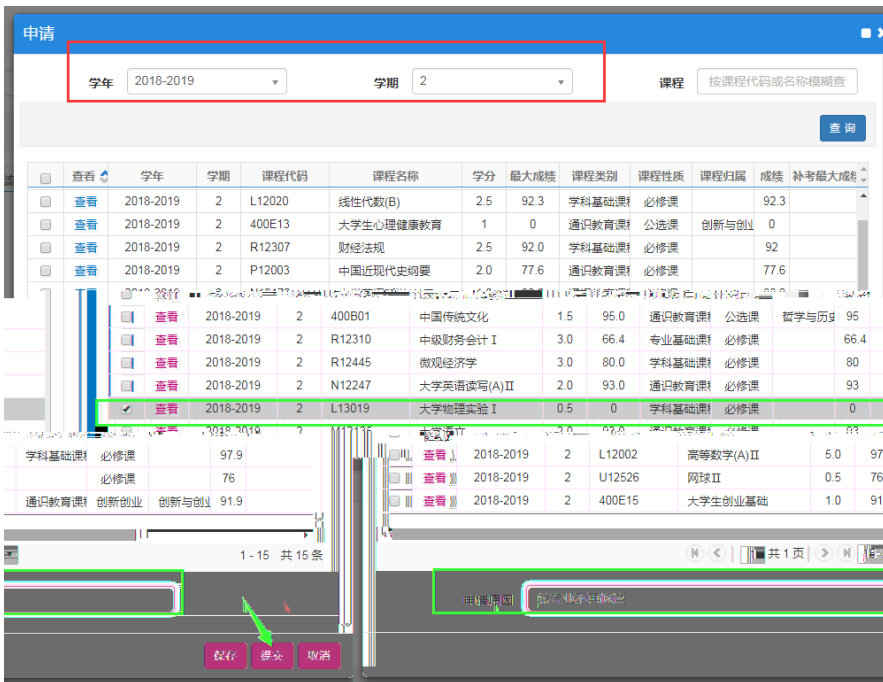 申请
学年 2018-2019 学期 2 课程 按课程代码或名称模糊查
查 询
查看 学年 学期 课程代码 课程名称 学分 最大成绩 课程类别 课程性质 课程归属 成绩 补考最大成绩
查看 2018-2019 2 L12020 线性代数(B) 2.5 92.3 学科基础课程 必修课 92.3
查看 2018-2019 2 400E13 大学生心理健康教育 1 0 通识教育课程 公选课 创新与创业 0
查看 2018-2019 2 R12307 财经法规 2.5 92.0 学科基础课程 必修课 92
查看 2018-2019 2 P12003 中国近现代史纲要 2.0 77.6 通识教育课程 必修课 77.6
查看 2018-2019 2 400B01 中国传统文化 1.5 95.0 通识教育课程 公选课 哲学与历史 95
查看 2018-2019 2 R12310 中级财务会计 I 3.0 66.4 专业基础课程 必修课 66.4
查看 2018-2019 2 R12445 微观经济学 3.0 80.0 学科基础课程 必修课 80
查看 2018-2019 2 N12247 大学英语读写(A)II 2.0 93.0 通识教育课程 必修课 93
查看 2018-2019 2 L13019 大学物理实验 I 0.5 0 学科基础课程 必修课 0
学科基础课程 必修课 97.9 查看 2018-2019 2 L12002 高等数学(A)II 5.0 97
必修课 76 查看 2018-2019 2 U12526 网球II 0.5 76
通识教育课程 创新创业 创新与创业 91.9 查看 2018-2019 2 400E15 大学生创业基础 1.0 91
1 - 15 共 15 条 共 1 页
申请原因
保存 提交 取消